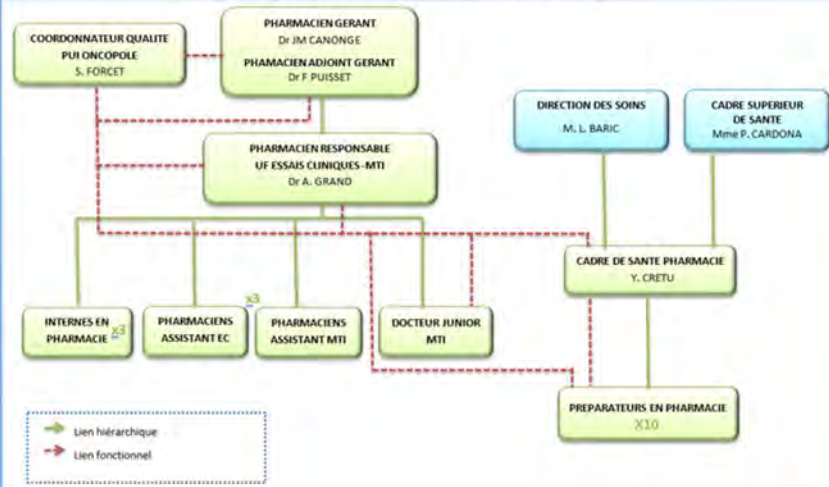 PHARMACIEN GERANT
Dr JM CANONGE
PHAMACIEN ADJOINT GERANT
Dr F PUISSET
COORDONNATEUR QUALITE
PUI ONCOPOLE
S. FORCET
DIRECTION DES SOINS
M. L. BARIC
CADRE SUPERIEUR
DE SANTE
Mme P. CARDONA
PHARMACIEN RESPONSABLE
UF ESSAIS CLINIQUES -MTI
Dr A. GRAND
CADRE DE SANTE PHARMACIE
Y. CRETU
INTERNES EN
PHARMACIE x3
PHARMACIENS x3
ASSISTANT EC
PHARMACIENS
ASSISTANT MTI
DOCTEUR JUNIOR
MTI
PREPARATEURS EN PHARMACIE
X10
Lien hiérarchique
Lien fonctionnel